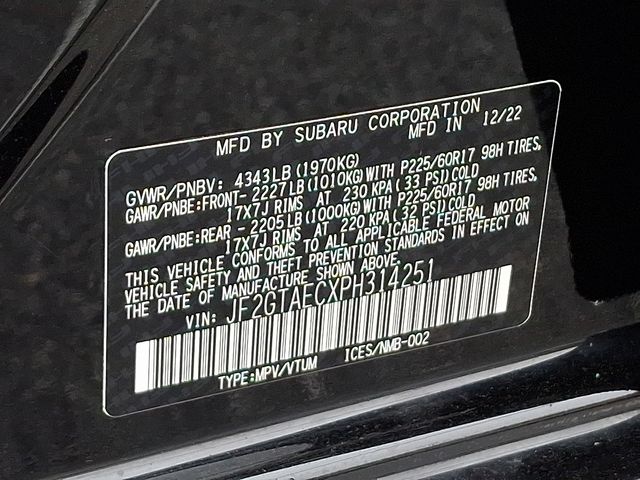 MFD BY SUBARU CORPORATION
MFD IN 12/22
GVWR/PNBV: 4343LB(1970KG)
GAWR/PNBE:FRONT- 2227LB(1010KG)WITH P225/60R17 98H TIRES,
17X7J RIMS AT 230 KPA( 33 PSI)COLD
GAWR/PNBE:REAR - 2205LB(1000KG)WITH P225/60R17 98H TIRES,
17X7J RIMS AT 220 KPA( 32 PSI)COLD
THIS VEHICLE CONFORMS TO ALL APPLICABLE FEDERAL MOTOR
VEHICLE SAFETY AND THEFT PREVENTION STANDARDS IN EFFECT ON
THE DATE OF MANUFACTURE SHOWN ABOVE.
VIN: JF2GTAECXPH314251
TYPE:MPV/VTUM ICES/NMB-002